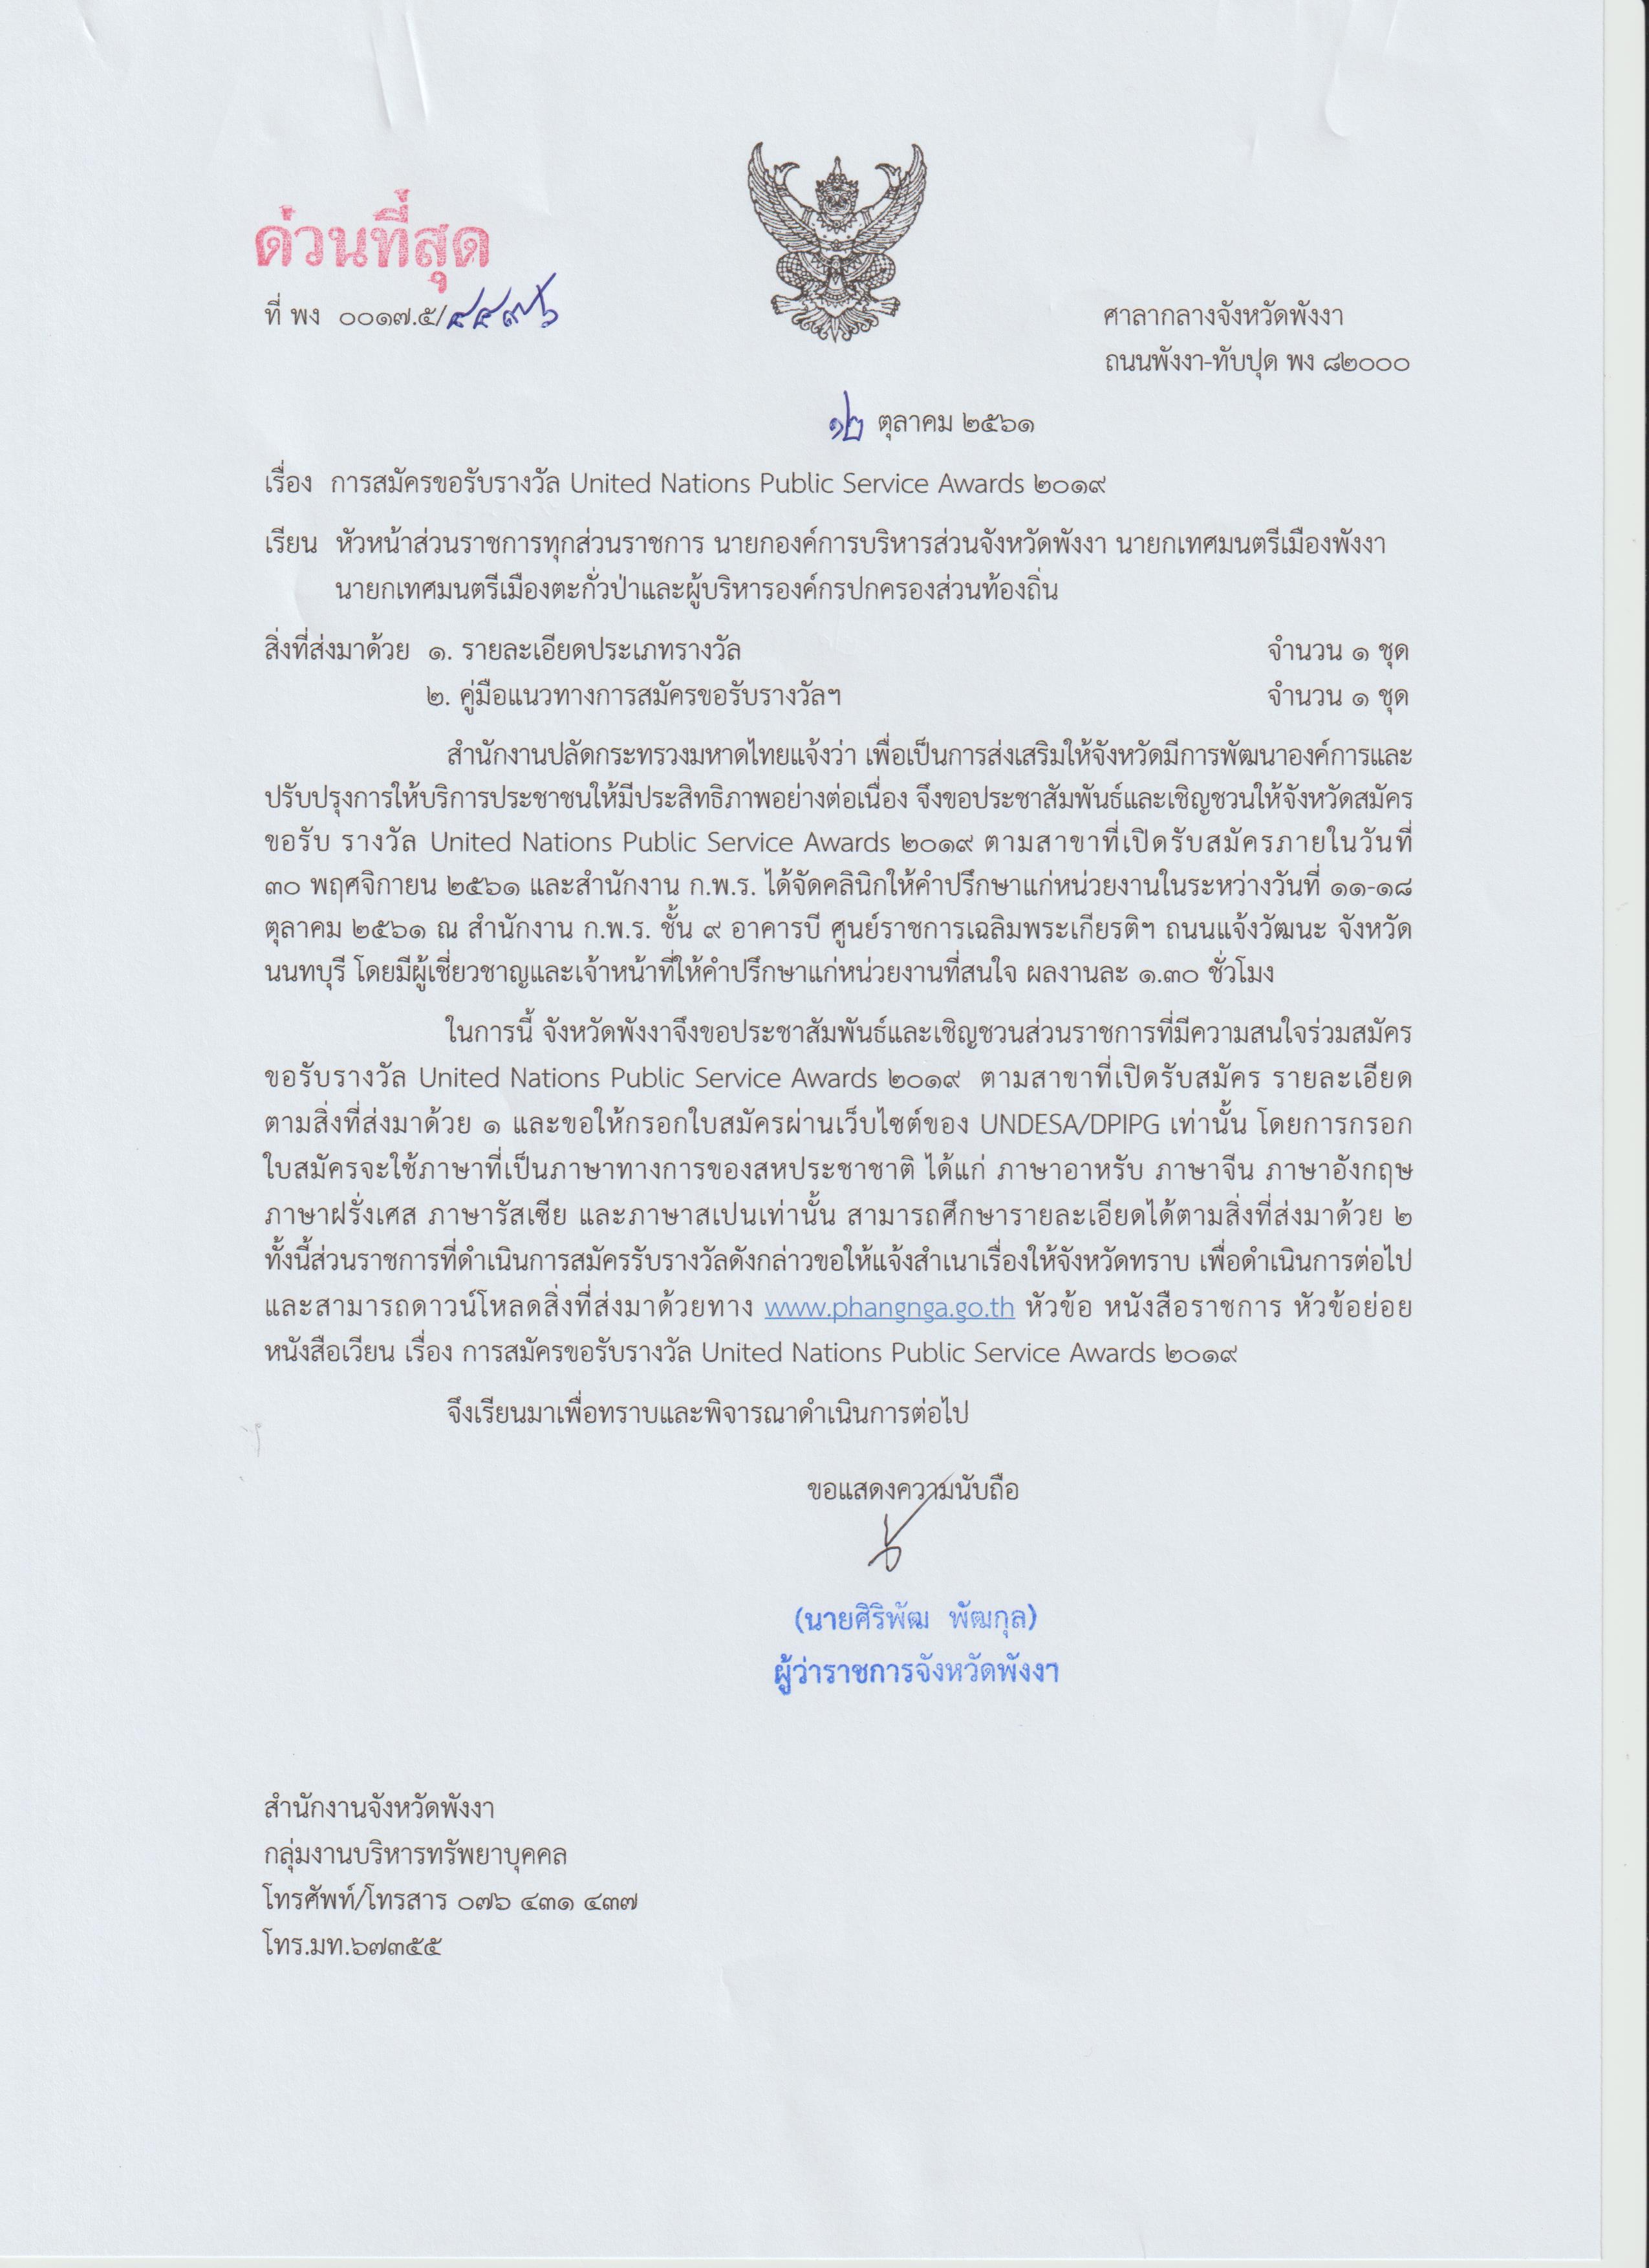 ด่วนที่สุด
ที่ พง ๐๐๑๗.๕/
ศาลากลางจังหวัดพังงา
ถนนพังงา-ทับปุด พง ๘๒๐๐๐
๑๒ ตุลาคม ๒๕๖๑
เรื่อง การสมัครขอรับรางวัล United Nations Public Service Awards ๒๐๑๙
เรียน หัวหน้าส่วนราชการทุกส่วนราชการ นายกองค์การบริหารส่วนจังหวัดพังงา นายกเทศมนตรีเมืองพังงา
นายกเทศมนตรีเมืองตะกั่วป่าและผู้บริหารองค์กรปกครองส่วนท้องถิ่น
สิ่งที่ส่งมาด้วย ๑. รายละเอียดประเภทรางวัล จำนวน ๑ ชุด
๒. คู่มือแนวทางการสมัครขอรับรางวัลฯ จำนวน ๑ ชุด
สำนักงานปลัดกระทรวงมหาดไทยแจ้งว่า เพื่อเป็นการส่งเสริมให้จังหวัดมีการพัฒนาองค์การและ
ปรับปรุงการให้บริการประชาชนให้มีประสิทธิภาพอย่างต่อเนื่อง จึงขอประชาสัมพันธ์และเชิญชวนให้จังหวัดสมัคร
ขอรับ รางวัล United Nations Public Service Awards ๒๐๑๙ ตามสาขาที่เปิดรับสมัครภายในวันที่
๓๐ พฤศจิกายน ๒๕๖๑ และสำนักงาน ก.พ.ร. ได้จัดคลินิกให้คำปรึกษาแก่หน่วยงานในระหว่างวันที่ ๑๑-๑๘
ตุลาคม ๒๕๖๑ ณ สำนักงาน ก.พ.ร. ชั้น ๙ อาคารบี ศูนย์ราชการเฉลิมพระเกียรติฯ ถนนแจ้งวัฒนะ จังหวัด
นนทบุรี โดยมีผู้เชี่ยวชาญและเจ้าหน้าที่ให้คำปรึกษาแก่หน่วยงานที่สนใจ ผลงานละ ๑.๓๐ ชั่วโมง
ในการนี้ จังหวัดพังงาจึงขอประชาสัมพันธ์และเชิญชวนส่วนราชการที่มีความสนใจร่วมสมัคร
ขอรับรางวัล United Nations Public Service Awards ๒๐๑๙ ตามสาขาที่เปิดรับสมัคร รายละเอียด
ตามสิ่งที่ส่งมาด้วย ๑ และขอให้กรอกใบสมัครผ่านเว็บไซต์ของ UNDESA/DPIPG เท่านั้น โดยการกรอก
ใบสมัครจะใช้ภาษาที่เป็นภาษาทางการของสหประชาชาติ ได้แก่ ภาษาอาหรับ ภาษาจีน ภาษาอังกฤษ
ภาษาฝรั่งเศส ภาษารัสเซีย และภาษาสเปนเท่านั้น สามารถศึกษารายละเอียดได้ตามสิ่งที่ส่งมาด้วย ๒
ทั้งนี้ส่วนราชการที่ดำเนินการสมัครรับรางวัลดังกล่าวขอให้แจ้งสำเนาเรื่องให้จังหวัดทราบ เพื่อดำเนินการต่อไป
และสามารถดาวน์โหลดสิ่งที่ส่งมาด้วยทาง www.phangnga.go.th หัวข้อ หนังสือราชการ หัวข้อย่อย
หนังสือเวียน เรื่อง การสมัครขอรับรางวัล United Nations Public Service Awards ๒๐๑๙
จึงเรียนมาเพื่อทราบและพิจารณาดำเนินการต่อไป
ขอแสดงความนับถือ
(นายศิริพัฒ พัฒกุล)
ผู้ว่าราชการจังหวัดพังงา
สำนักงานจังหวัดพังงา
กลุ่มงานบริหารทรัพยาบุคคล
โทรศัพท์/โทรสาร ๐๗๖ ๔๓๑ ๔๓๗
โทร.มท.๖๗๓๕๕